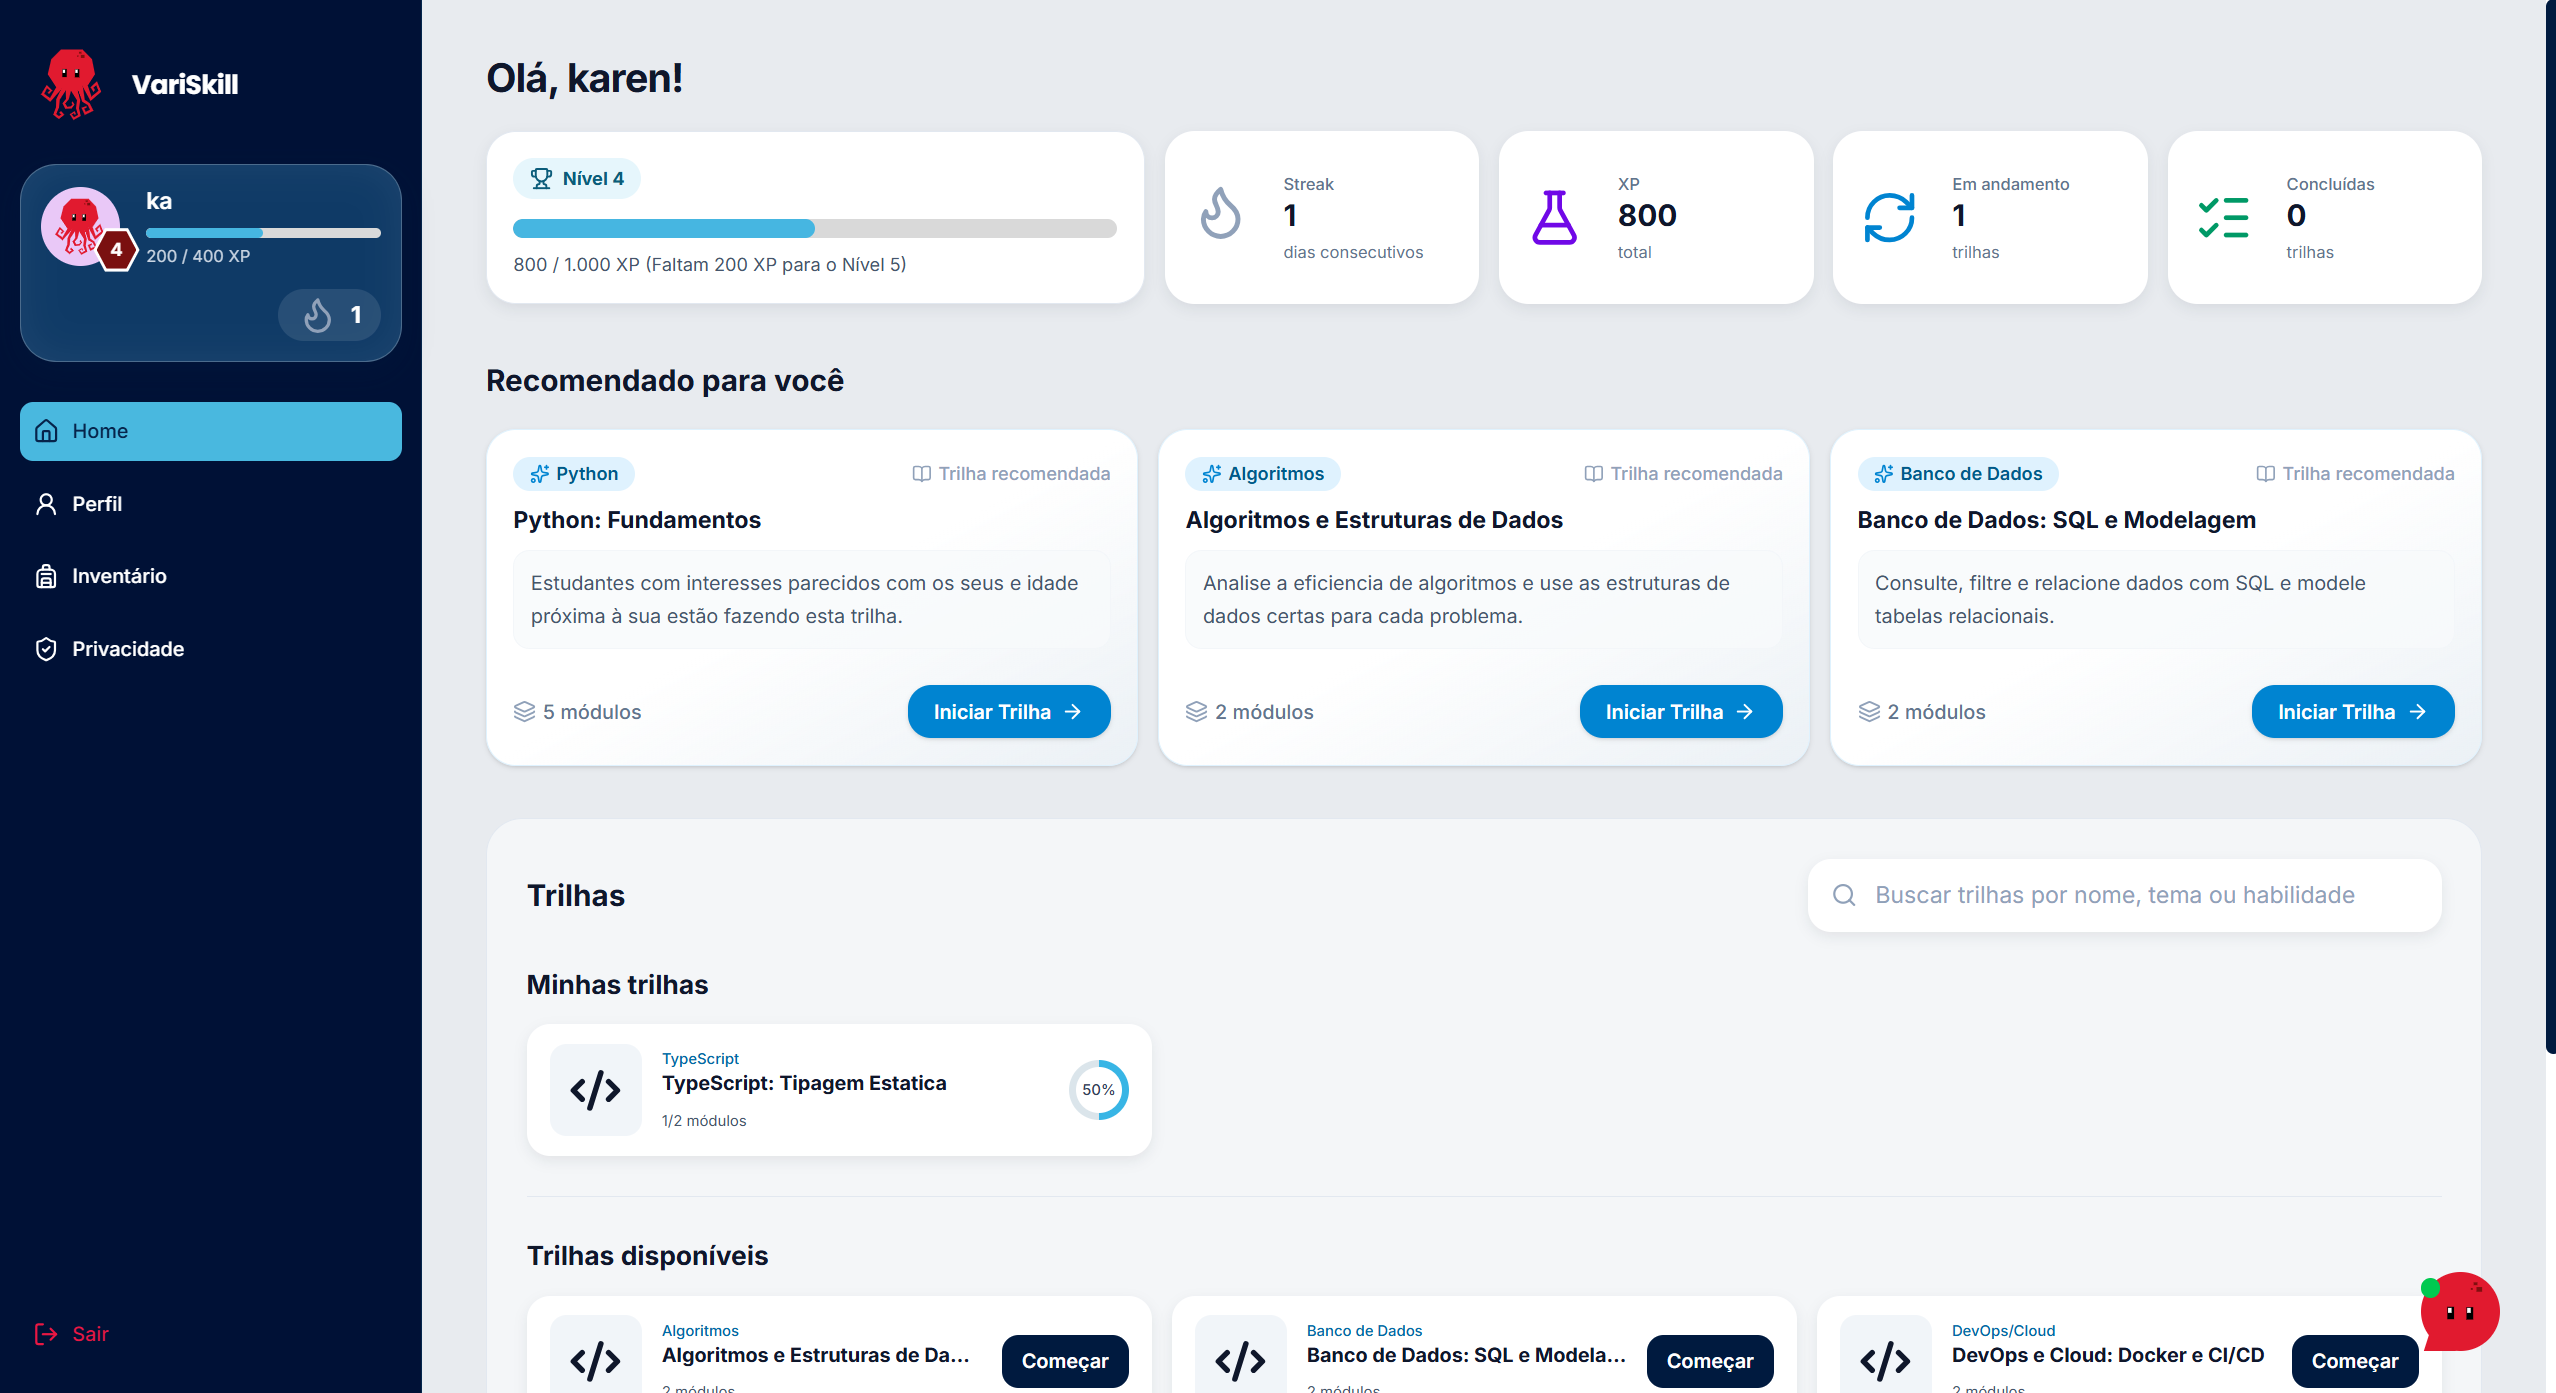 VariSkill
ka
4
200 / 400 XP
1
Home
Perfil
Inventário
Privacidade
Sair
Olá, karen!
Nível 4
800 / 1.000 XP (Faltam 200 XP para o Nível 5)
Streak
1
dias consecutivos
XP
800
total
Em andamento
1
trilhas
Concluídas
0
trilhas
Recomendado para você
Python
Trilha recomendada
Python: Fundamentos
Estudantes com interesses parecidos com os seus e idade
próxima à sua estão fazendo esta trilha.
5 módulos
Iniciar Trilha
Algoritmos
Trilha recomendada
Algoritmos e Estruturas de Dados
Analise a eficiencia de algoritmos e use as estruturas de
dados certas para cada problema.
2 módulos
Iniciar Trilha
Banco de Dados
Trilha recomendada
Banco de Dados: SQL e Modelagem
Consulte, filtre e relacione dados com SQL e modele
tabelas relacionais.
2 módulos
Iniciar Trilha
Trilhas
Buscar trilhas por nome, tema ou habilidade
Minhas trilhas
TypeScript
TypeScript: Tipagem Estatica
1/2 módulos
50%
Trilhas disponíveis
Algoritmos
Algoritmos e Estruturas de Da...
2 módulos
Começar
Banco de Dados
Banco de Dados: SQL e Modela...
2 módulos
Começar
DevOps/Cloud
DevOps e Cloud: Docker e CI/CD
2 módulos
Começar